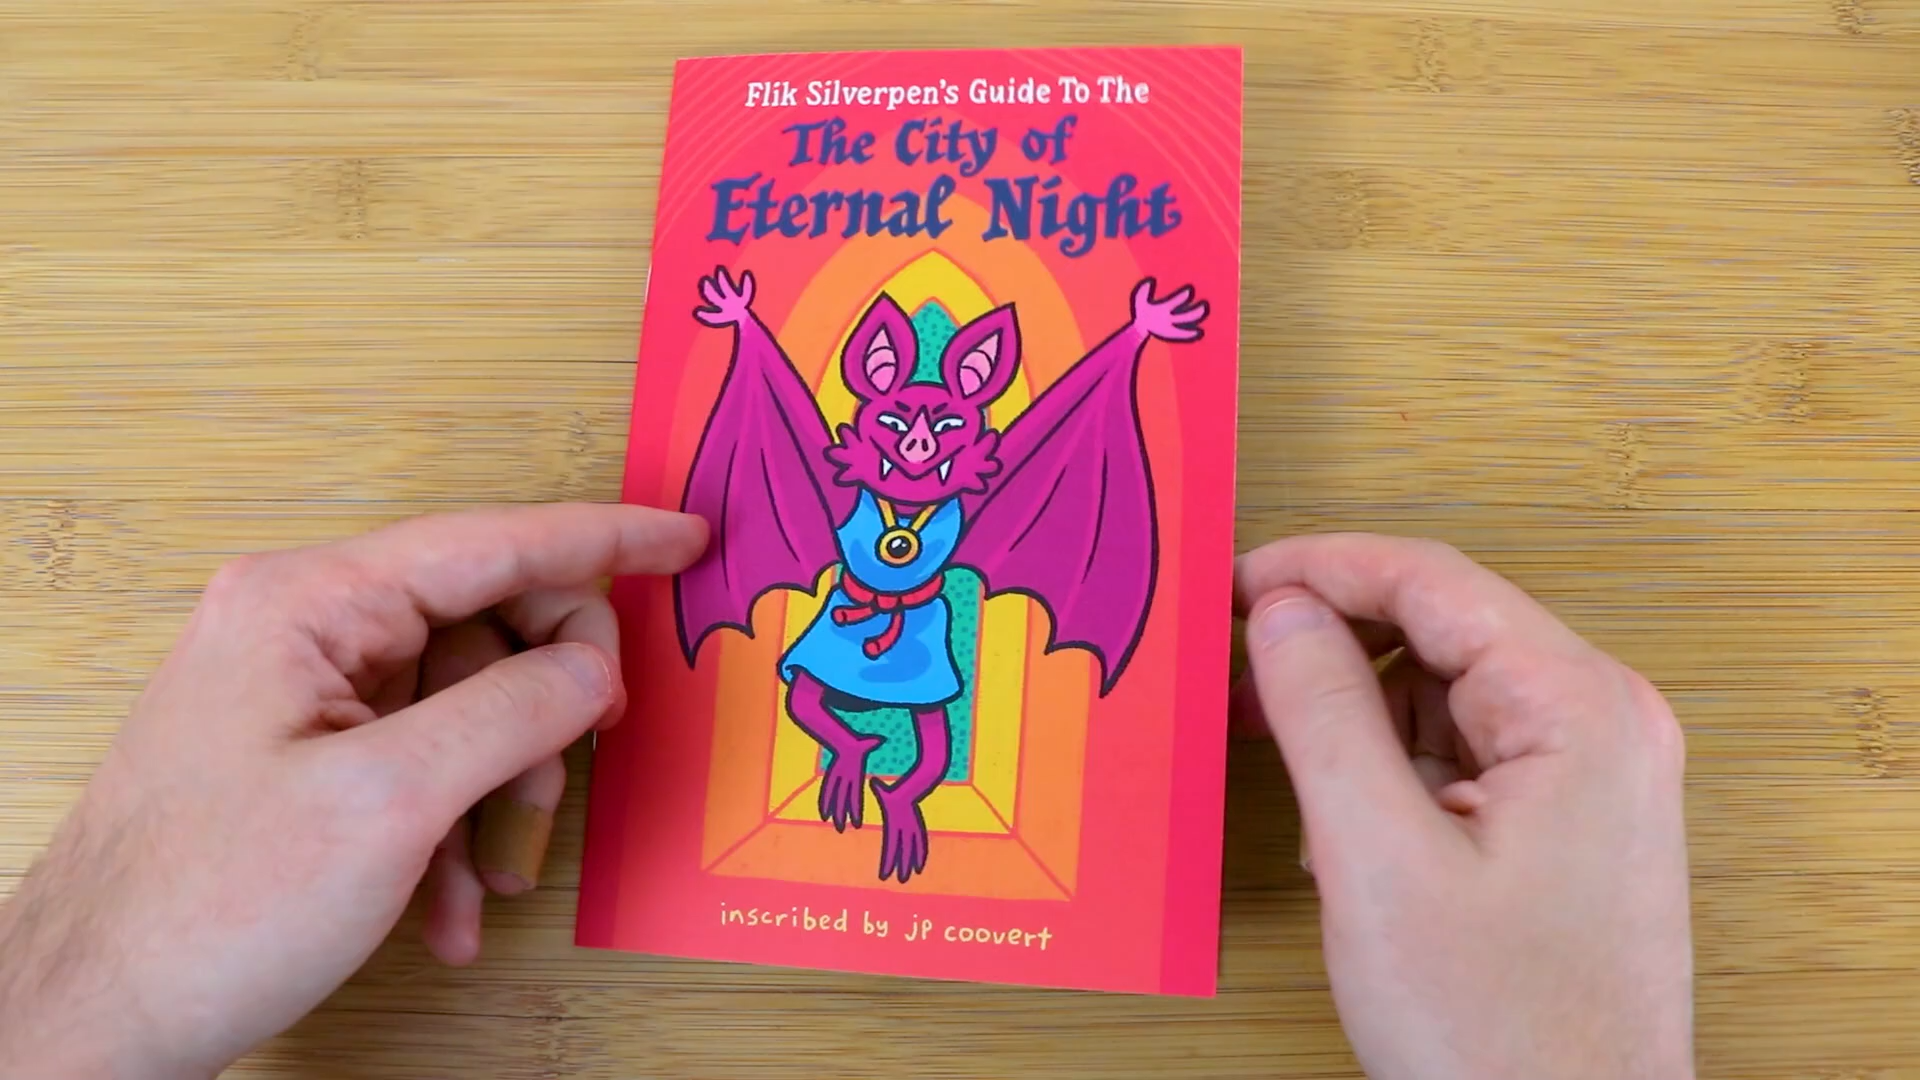 Flik Silverpen's Guide To The
The City of
Eternal Night
inscribed by jp coovert